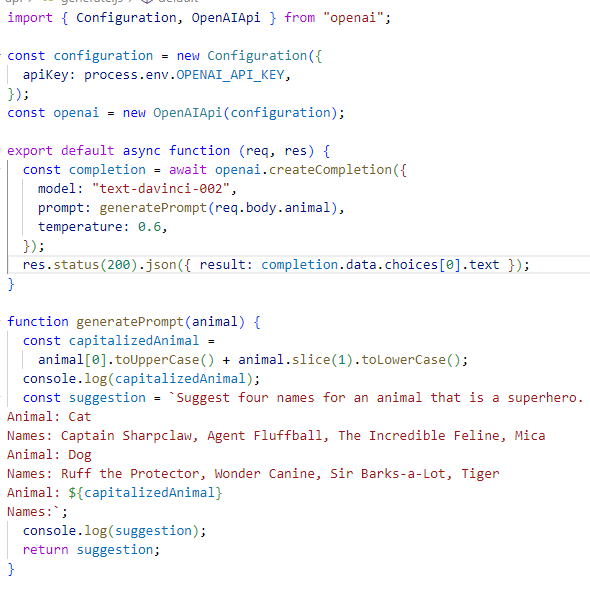 import { Configuration, OpenAIApi } from "openai";
const configuration = new Configuration({
apiKey: process.env.OPENAI_API_KEY,
});
const openai = new OpenAIApi(configuration);
export default async function (req, res) {
const completion = await openai.createCompletion({
model: "text-davinci-002",
prompt: generatePrompt(req.body.animal),
temperature: 0.6,
});
res.status(200).json({ result: completion.data.choices[0].text });
}
function generatePrompt(animal) {
const capitalizedAnimal =
animal[0].toUpperCase() + animal.slice(1).toLowerCase();
console.log(capitalizedAnimal);
const suggestion = `Suggest four names for an animal that is a superhero.
Animal: Cat
Names: Captain Sharpclaw, Agent Fluffball, The Incredible Feline, Mica
Animal: Dog
Names: Ruff the Protector, Wonder Canine, Sir Barks-a-Lot, Tiger
Animal: ${capitalizedAnimal}
Names:`;
console.log(suggestion);
return suggestion;
}